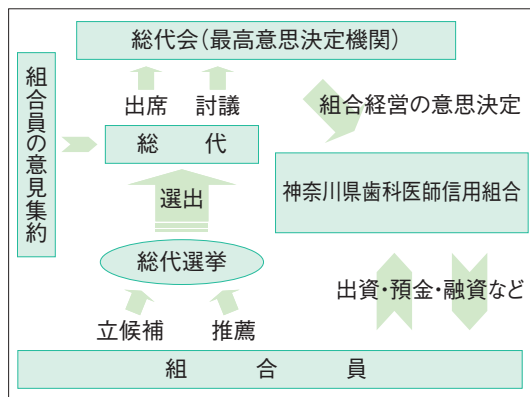 総代会(最高意思決定機関)
組合員の意見集約
出席 討議
組合経営の意思決定
総代
神奈川県歯科医師信用組合
選出
総代選挙
出資・預金・融資など
立候補 推薦
組合員